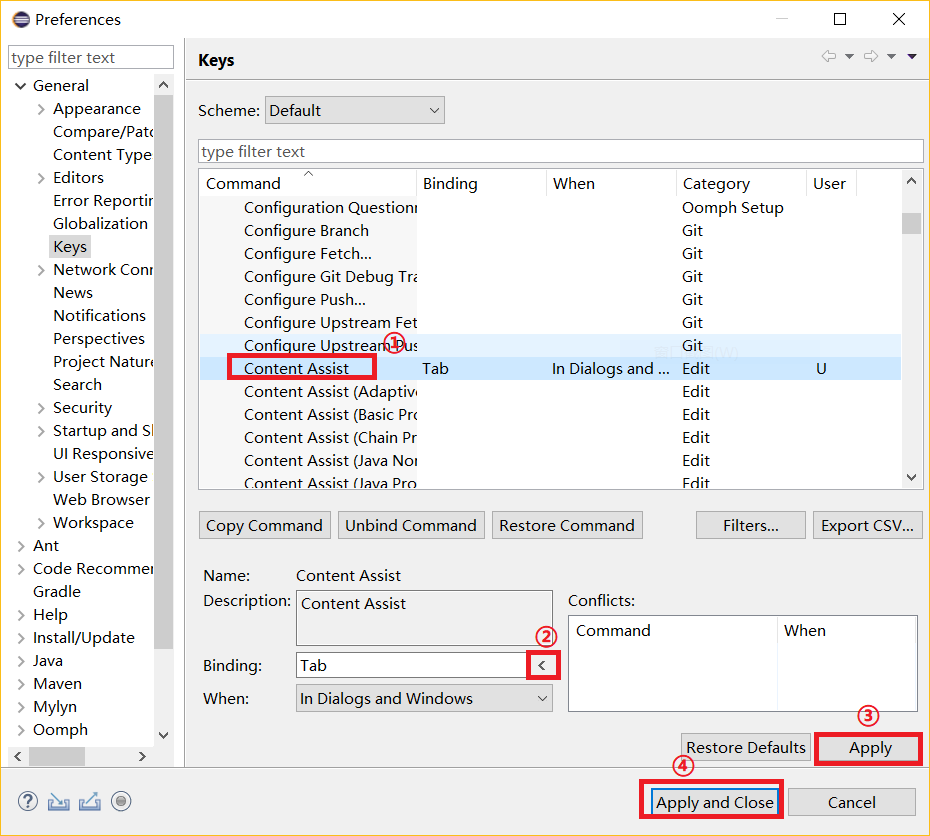 Preferences
type filter text
General
Appearance
Compare/Patc
Content Type
Editors
Error Reportin
Globalization
Keys
Network Conn
News
Notifications
Perspectives
Project Nature
Search
Security
Startup and Sh
UI Responsive
User Storage
Web Browser
Workspace
Ant
Code Recommen
Gradle
Help
Install/Update
Java
Maven
Mylyn
Oomph
Keys
Scheme: Default
type filter text
Command Binding When Category User
Configuration Questionn Oomph Setup
Configure Branch Git
Configure Fetch... Git
Configure Git Debug Tra Git
Configure Push... Git
Configure Upstream Fet Git
Configure Upstream Pus Git
①
Content Assist Tab In Dialogs and ... Edit U
Content Assist (Adaptive Edit
Content Assist (Basic Pro Edit
Content Assist (Chain Pr Edit
Content Assist (Java Non Edit
Content Assist (Java Pro Edit
Copy Command Unbind Command Restore Command Filters... Export CSV...
Name: Content Assist
Description: Content Assist
Conflicts:
Command When
②
Binding: Tab <
When: In Dialogs and Windows
③
Restore Defaults Apply
④
? Apply and Close Cancel